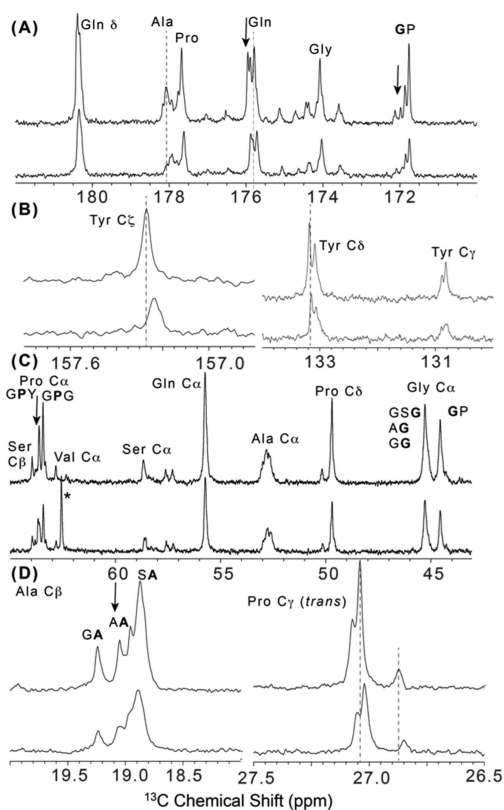 (A)
Gln δ
Ala
Pro
Gln
Gly
GP
180 178 176 174 172
(B)
Tyr Cζ
Tyr Cδ
Tyr Cγ
157.6 157.0 133 131
(C)
Pro Cα
GPY GPG
Ser Cβ
Val Cα
*
Ser Cα
Gln Cα
Ala Cα
Pro Cδ
Gly Cα
GSG
AG
GG
GP
60 55 50 45
(D)
Ala Cβ
GA
AA
SA
Pro Cγ (trans)
19.5 19.0 18.5 27.5 27.0 26.5
13C Chemical Shift (ppm)